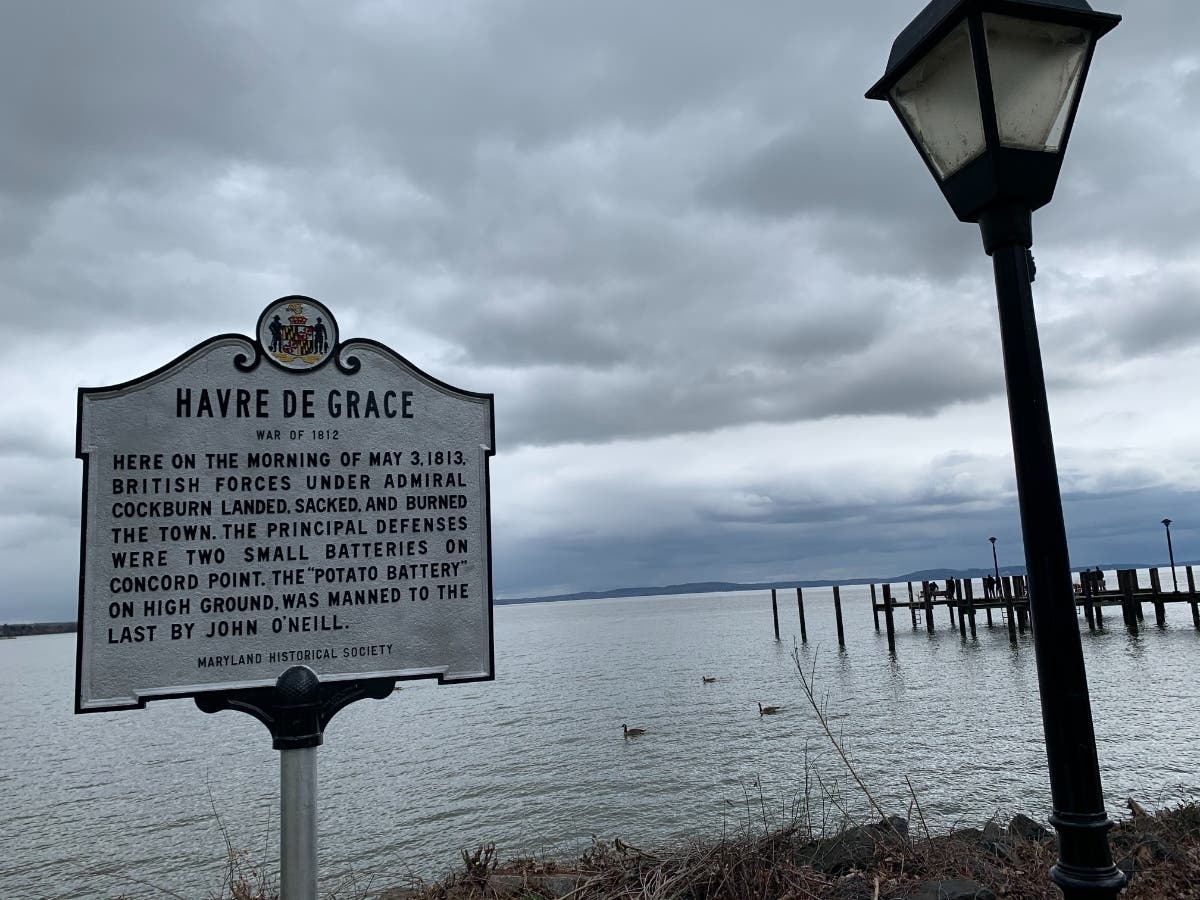 HAVRE DE GRACE
WAR OF 1812
HERE ON THE MORNING OF MAY 3, 1813,
BRITISH FORCES UNDER ADMIRAL
COCKBURN LANDED, SACKED, AND BURNED
THE TOWN. THE PRINCIPAL DEFENSES
WERE TWO SMALL BATTERIES ON
CONCORD POINT. THE "POTATO BATTERY"
ON HIGH GROUND, WAS MANNED TO THE
LAST BY JOHN O'NEILL.
MARYLAND HISTORICAL SOCIETY